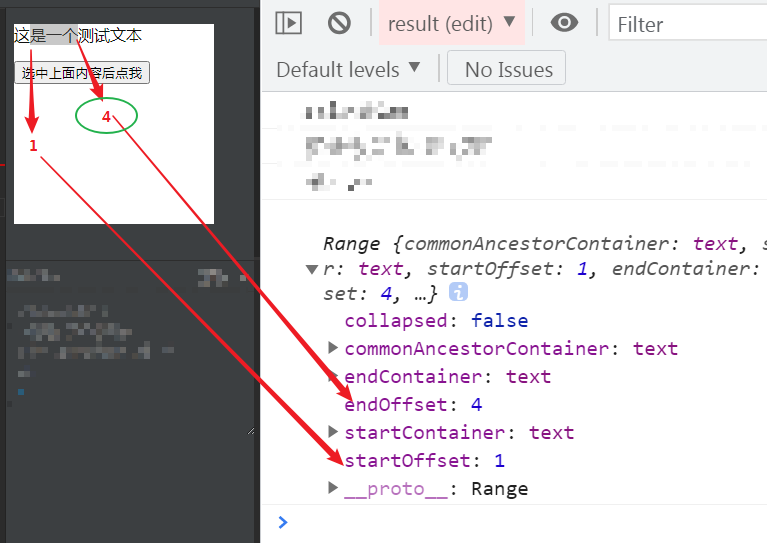 这是一个测试文本
选中上面内容后点我
4
1
result (edit) ▼
Filter
Default levels ▼
No Issues
Range {commonAncestorContainer: text, s
r: text, startOffset: 1, endContainer:
set: 4, …} i
collapsed: false
commonAncestorContainer: text
endContainer: text
endOffset: 4
startContainer: text
startOffset: 1
__proto__: Range